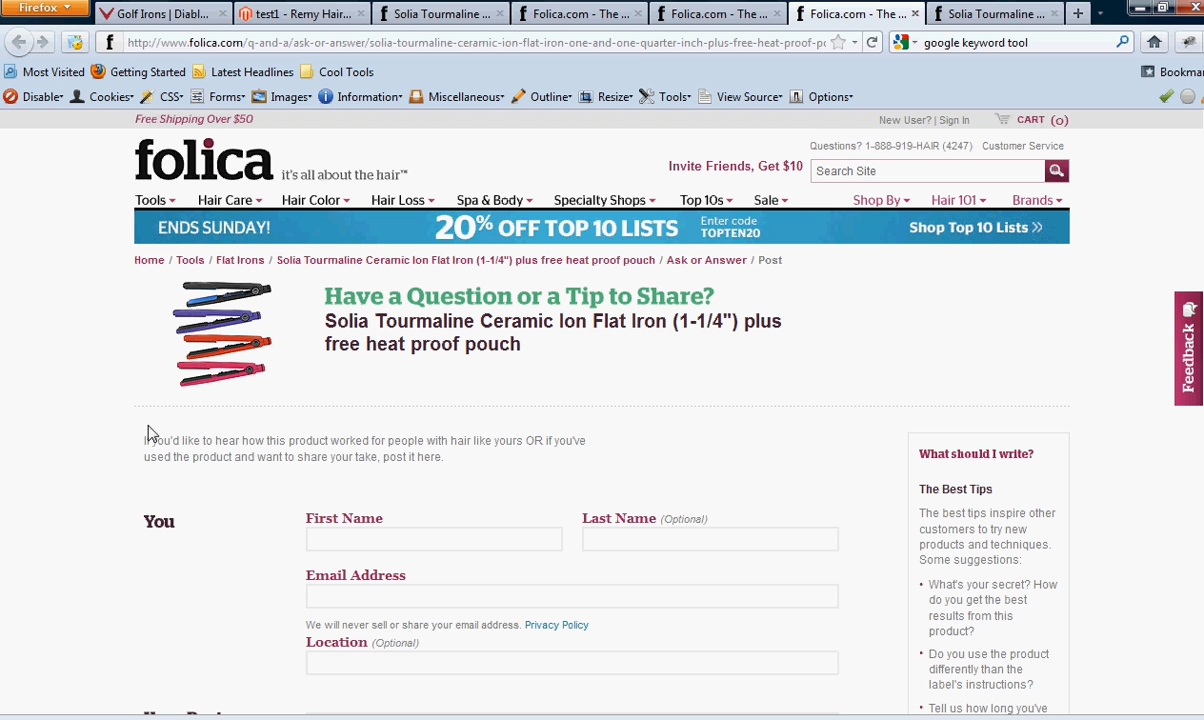 Firefox
Golf Irons | Diabl...
test1 - Remy Hair...
Solia Tourmaline ...
Folica.com - The ...
Folica.com - The ...
Folica.com - The ...
Solia Tourmaline ...
http://www.folica.com/q-and-a/ask-or-answer/solia-tourmaline-ceramic-ion-flat-iron-one-and-one-quarter-inch-plus-free-heat-proof-po
google keyword tool
Most Visited
Getting Started
Latest Headlines
Cool Tools
Bookmar
Disable
Cookies
CSS
Forms
Images
Information
Miscellaneous
Outline
Resize
Tools
View Source
Options
Free Shipping Over $50
New User? | Sign In
CART (0)
folica it's all about the hair™
Questions? 1-888-919-HAIR (4247) Customer Service
Invite Friends, Get $10
Search Site
Tools
Hair Care
Hair Color
Hair Loss
Spa & Body
Specialty Shops
Top 10s
Sale
Shop By
Hair 101
Brands
ENDS SUNDAY!
20% OFF TOP 10 LISTS
Enter code
TOPTEN20
Shop Top 10 Lists »
Home / Tools / Flat Irons / Solia Tourmaline Ceramic Ion Flat Iron (1-1/4") plus free heat proof pouch / Ask or Answer / Post
Have a Question or a Tip to Share?
Solia Tourmaline Ceramic Ion Flat Iron (1-1/4") plus
free heat proof pouch
Feedback
If you'd like to hear how this product worked for people with hair like yours OR if you've
used the product and want to share your take, post it here.
You
First Name
Last Name (Optional)
Email Address
We will never sell or share your email address. Privacy Policy
Location (Optional)
What should I write?
The Best Tips
The best tips inspire other
customers to try new
products and techniques.
Some suggestions:
• What's your secret? How
do you get the best
results from this
product?
• Do you use the product
differently than the
label's instructions?
• Tell us how long you've